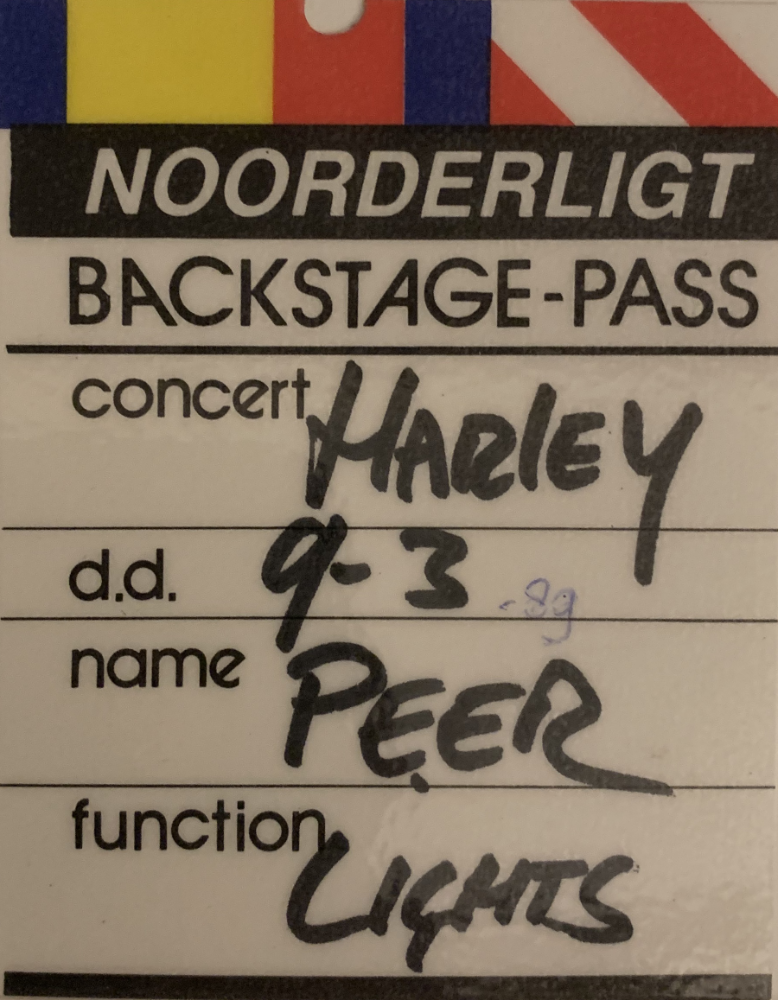 NOORDERLIGT
BACKSTAGE-PASS
concert HARlEY
d.d. 9-3 -89
name PEER
function LIGHTS